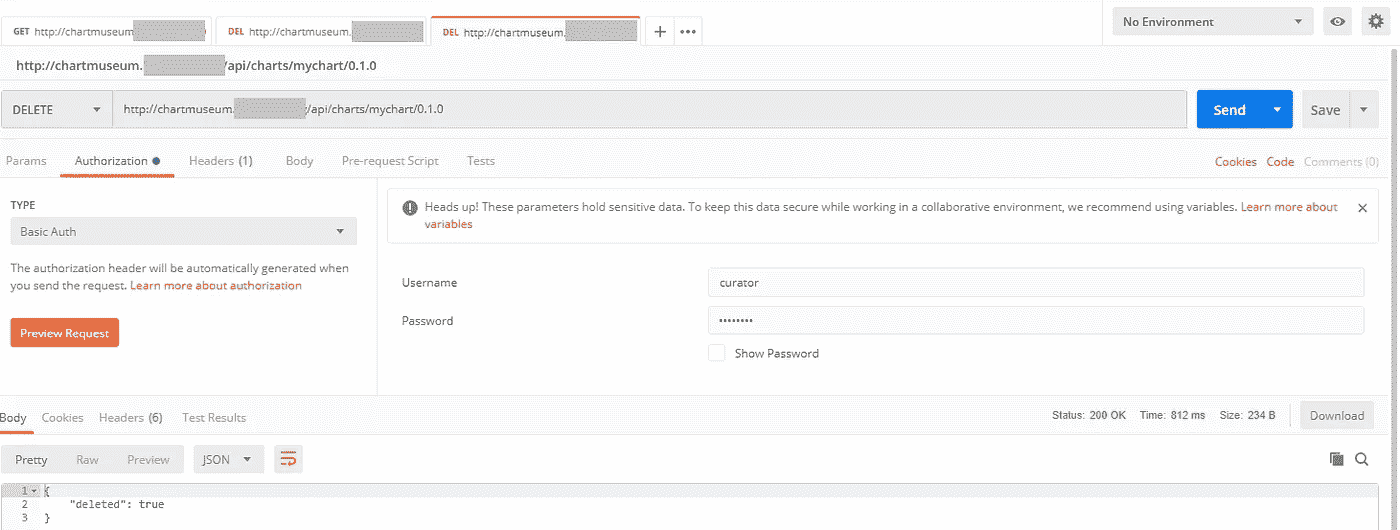 GET http://chartmuseum
DEL http://chartmuseum.
DEL http://chartmuseum.
No Environment
http://chartmuseum. /api/charts/mychart/0.1.0
DELETE http://chartmuseum. /api/charts/mychart/0.1.0 Send Save
Params Authorization Headers (1) Body Pre-request Script Tests Cookies Code Comments (0)
TYPE
Basic Auth
The authorization header will be automatically generated when
you send the request. Learn more about authorization
Preview Request
Heads up! These parameters hold sensitive data. To keep this data secure while working in a collaborative environment, we recommend using variables. Learn more about
variables
Username curator
Password ••••••••
Show Password
Body Cookies Headers (6) Test Results Status: 200 OK Time: 812 ms Size: 234 B Download
Pretty Raw Preview JSON
1 {
2 "deleted": true
3 }